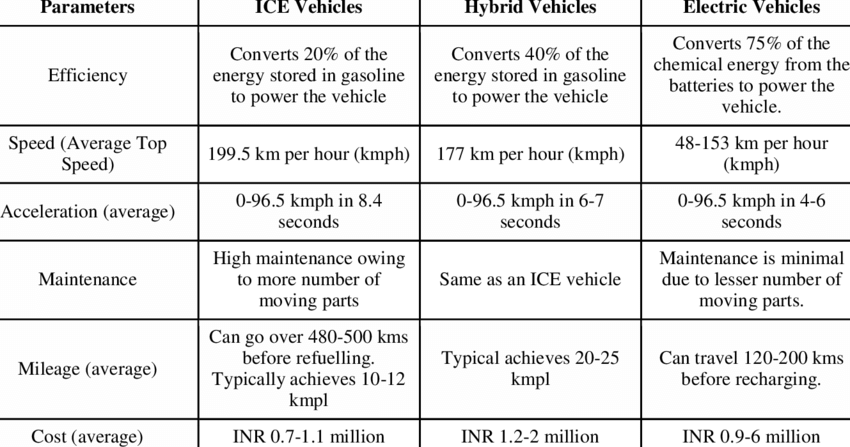 Parameters ICE Vehicles Hybrid Vehicles Electric Vehicles
Efficiency
Converts 20% of the
energy stored in gasoline
to power the vehicle
Converts 40% of the
energy stored in gasoline
to power the vehicle
Converts 75% of the
chemical energy from the
batteries to power the
vehicle.
Speed (Average Top
Speed)
199.5 km per hour (kmph)
177 km per hour (kmph)
48-153 km per hour
(kmph)
Acceleration (average)
0-96.5 kmph in 8.4
seconds
0-96.5 kmph in 6-7
seconds
0-96.5 kmph in 4-6
seconds
Maintenance
High maintenance owing
to more number of
moving parts
Same as an ICE vehicle
Maintenance is minimal
due to lesser number of
moving parts.
Mileage (average)
Can go over 480-500 kms
before refuelling.
Typically achieves 10-12
kmpl
Typical achieves 20-25
kmpl
Can travel 120-200 kms
before recharging.
Cost (average)
INR 0.7-1.1 million
INR 1.2-2 million
INR 0.9-6 million